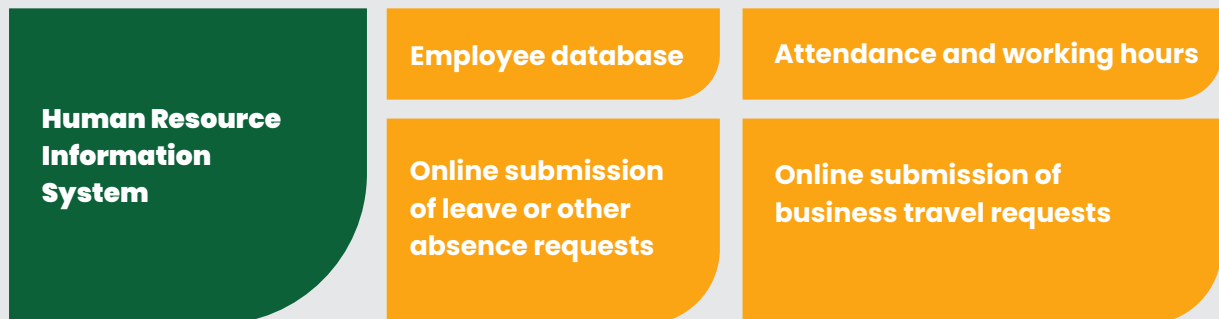 Human Resource
Information
System
Employee database
Attendance and working hours
Online submission
of leave or other
absence requests
Online submission of
business travel requests